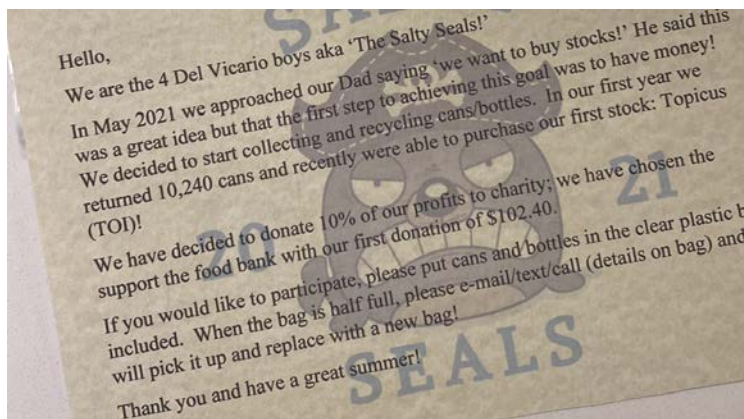 SALTY
Hello,
We are the 4 Del Vicario boys aka ‘The Salty Seals!’
In May 2021 we approached our Dad saying ‘we want to buy stocks!’ He said this
was a great idea but that the first step to achieving this goal was to have money!
We decided to start collecting and recycling cans/bottles. In our first year we
returned 10,240 cans and recently were able to purchase our first stock: Topicus
(TOI)!
20 21
We have decided to donate 10% of our profits to charity; we have chosen the
support the food bank with our first donation of $102.40.
If you would like to participate, please put cans and bottles in the clear plastic b
included. When the bag is half full, please e-mail/text/call (details on bag) and
will pick it up and replace with a new bag!
SEALS
Thank you and have a great summer!